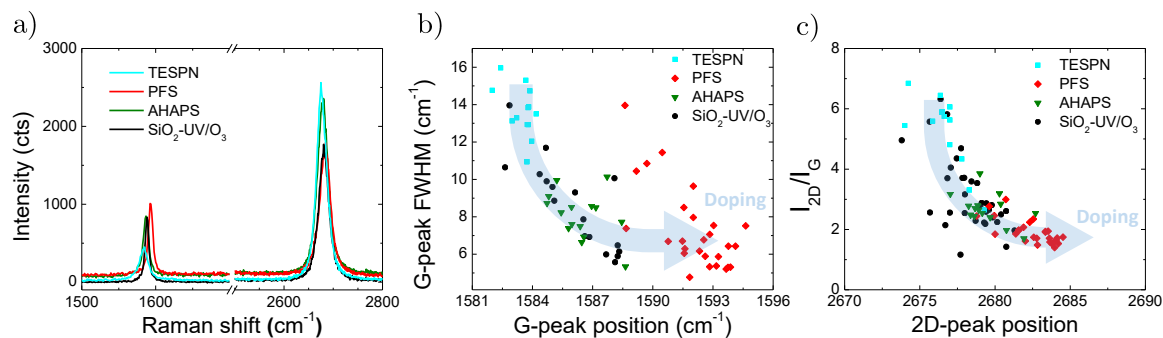 a)
3000
2000
1000
0
Intensity (cts)
TESPN
PFS
AHAPS
SiO₂-UV/O₃
1500 1600 2600 2800
Raman shift (cm⁻¹)
b)
16
14
12
10
8
6
G-peak FWHM (cm⁻¹)
TESPN
PFS
AHAPS
SiO₂-UV/O₃
Doping
1581 1584 1587 1590 1593 1596
G-peak position (cm⁻¹)
c)
8
6
4
2
0
I₂D/I_G
TESPN
PFS
AHAPS
SiO₂-UV/O₃
Doping
2670 2675 2680 2685 2690
2D-peak position